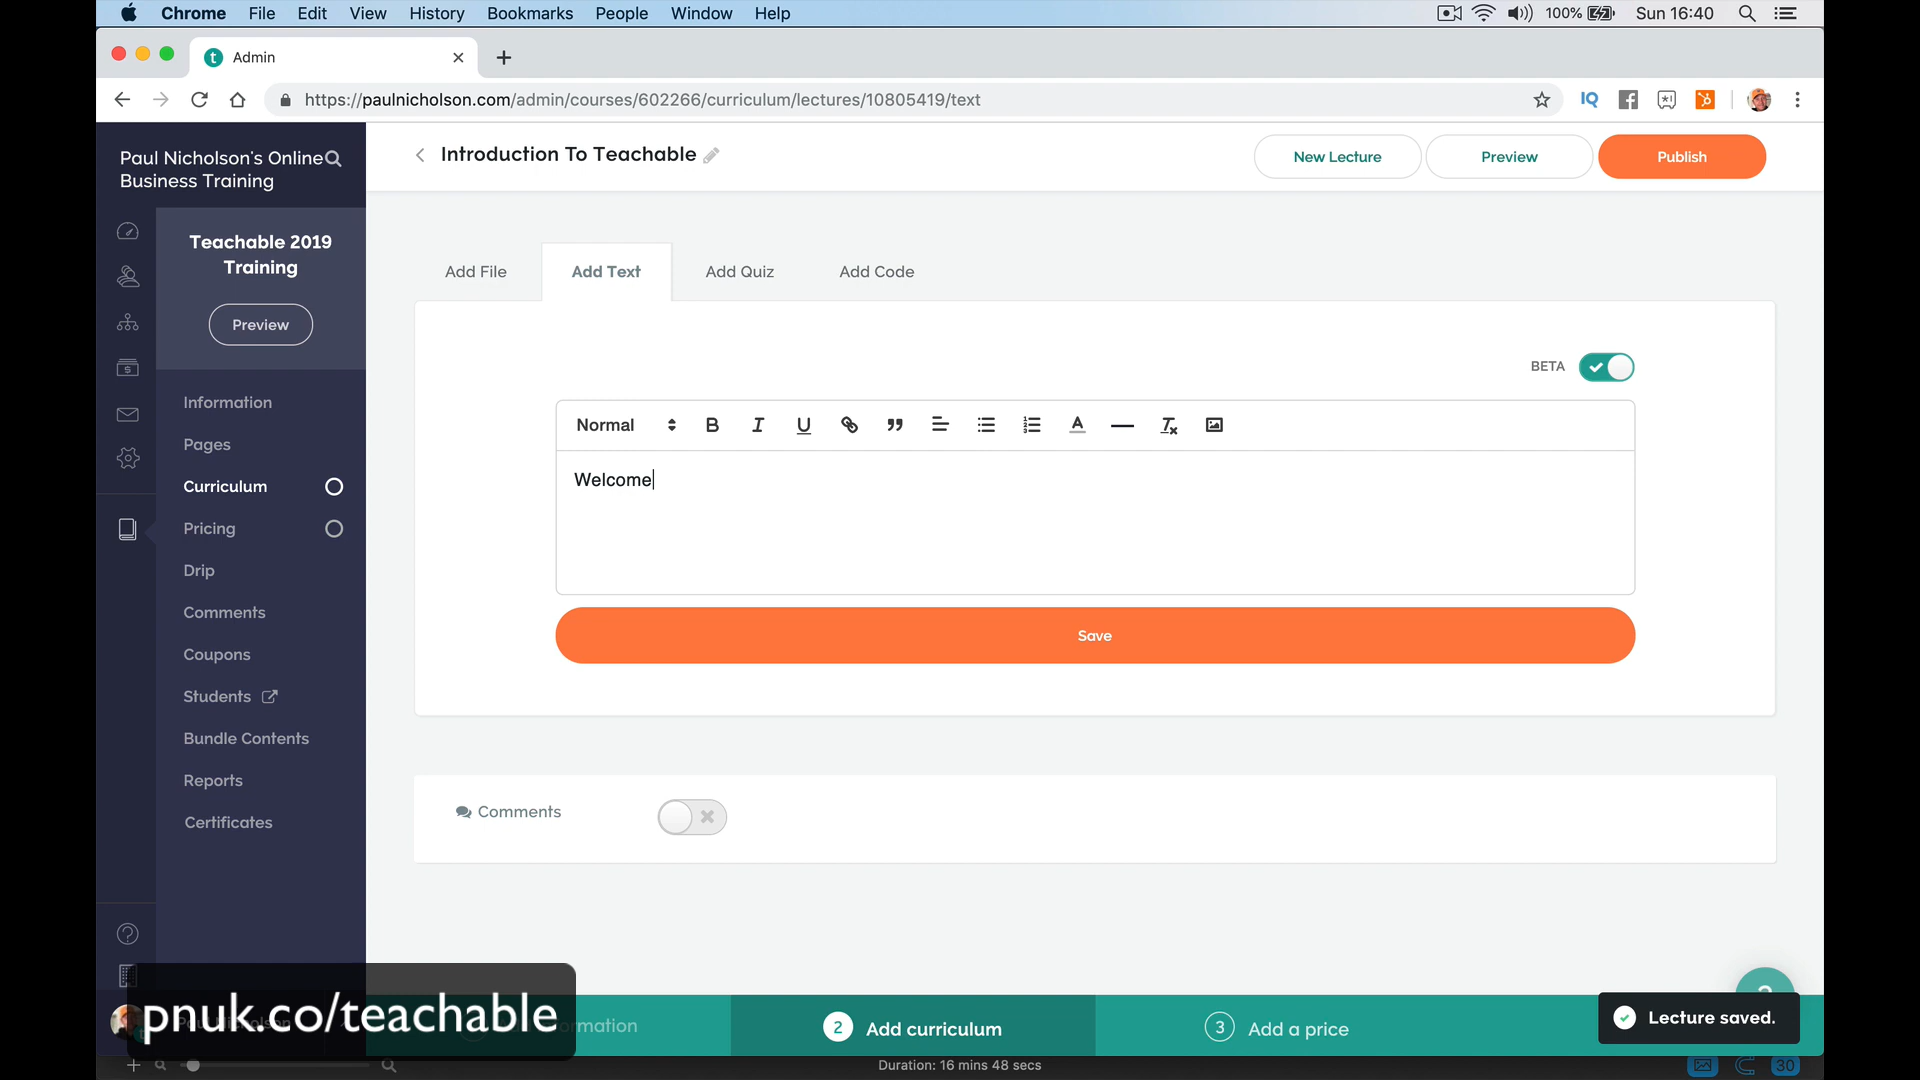 Chrome File Edit View History Bookmarks People Window Help 100% Sun 16:40
Admin
https://paulnicholson.com/admin/courses/602266/curriculum/lectures/10805419/text
IQ
Paul Nicholson's Online
Business Training
Introduction To Teachable
New Lecture
Preview
Publish
Teachable 2019
Training
Preview
Add File
Add Text
Add Quiz
Add Code
BETA
Information
Pages
Curriculum
Pricing
Drip
Comments
Coupons
Students
Bundle Contents
Reports
Certificates
Normal
Welcome
Save
Comments
pnuk.co/teachable
2 Add curriculum
3 Add a price
Lecture saved.
Duration: 16 mins 48 secs
30